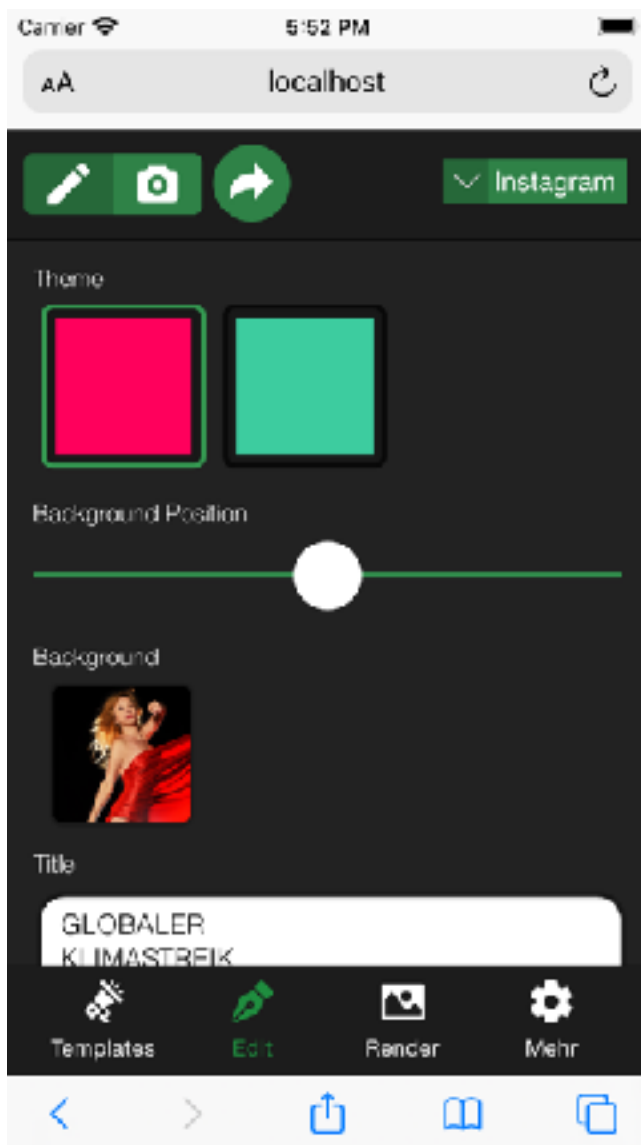 Carrier
5:52 PM
AA
localhost
Instagram
Theme
Background Position
Background
Title
GLOBALER
KLIMASTREIK
Templates
Edit
Render
Mehr